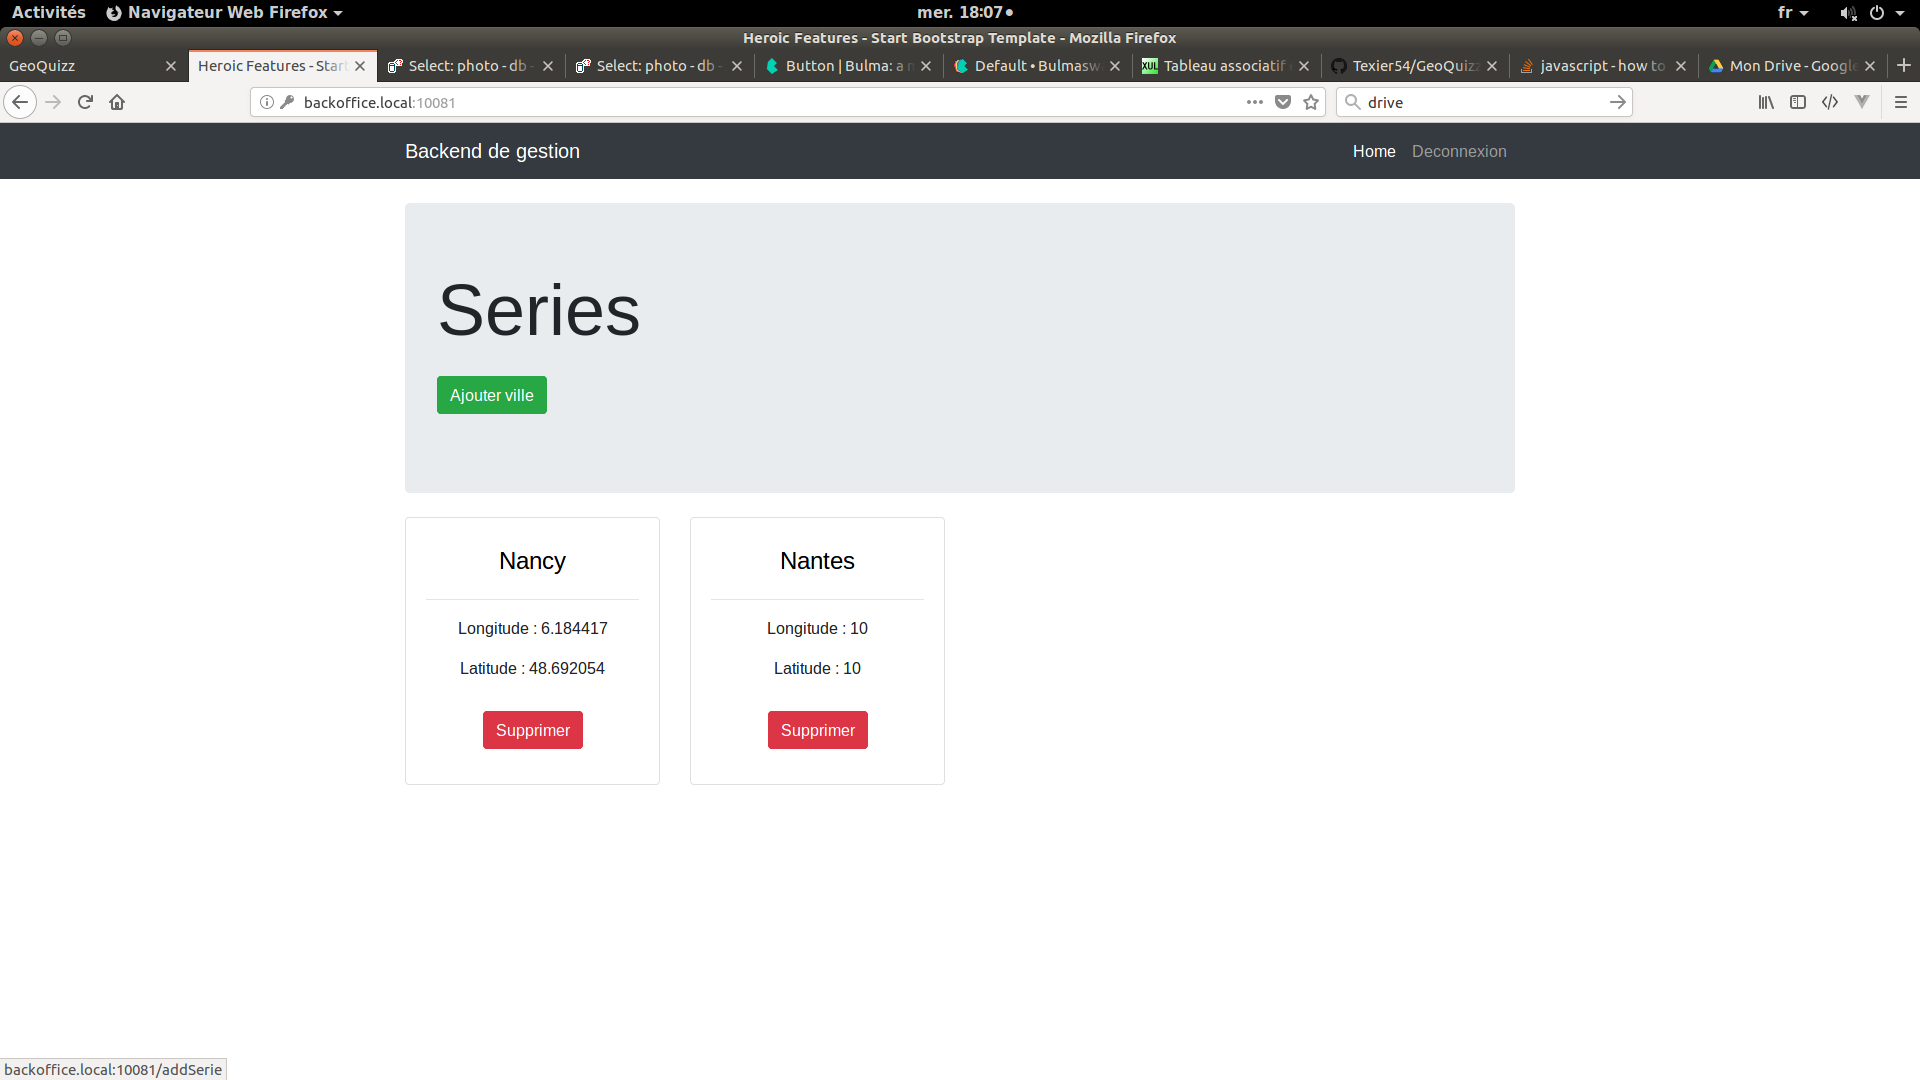 Activités Navigateur Web Firefox mer. 18:07 fr
Heroic Features - Start Bootstrap Template - Mozilla Firefox
GeoQuizz Heroic Features - Start Select: photo - db - Select: photo - db - Button | Bulma: a m Default • Bulmasw Tableau associatif Texier54/GeoQuizz javascript - how to Mon Drive - Google
backoffice.local:10081 drive
Backend de gestion Home Deconnexion
Series
Ajouter ville
Nancy
Longitude : 6.184417
Latitude : 48.692054
Supprimer
Nantes
Longitude : 10
Latitude : 10
Supprimer
backoffice.local:10081/addSerie